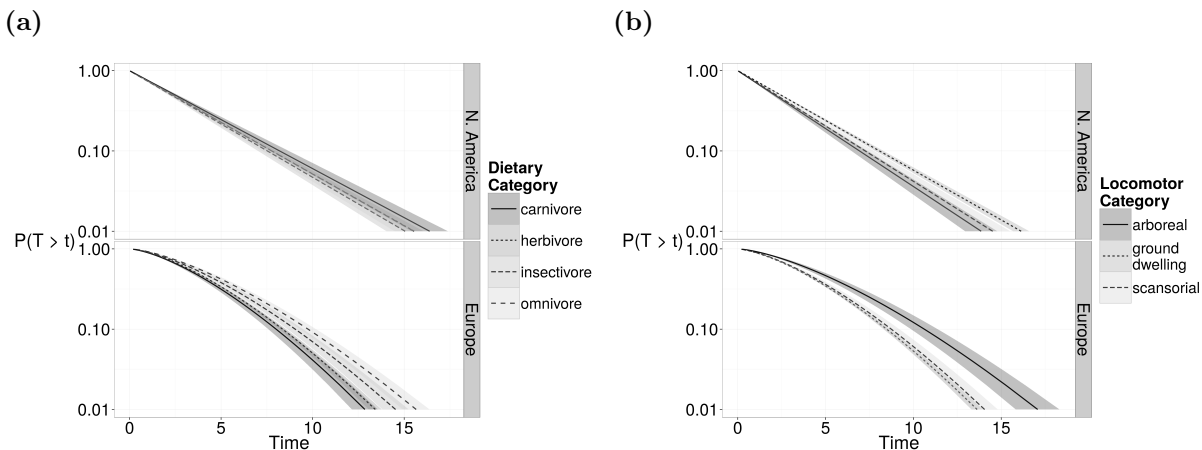 (a)
1.00
0.10
0.01
N. America
P(T > t)
1.00
0.10
0.01
Europe
0
5
10
15
Time
Dietary
Category
carnivore
herbivore
insectivore
omnivore
(b)
1.00
0.10
0.01
N. America
P(T > t)
1.00
0.10
0.01
Europe
0
5
10
15
Time
Locomotor
Category
arboreal
ground
dwelling
scansorial